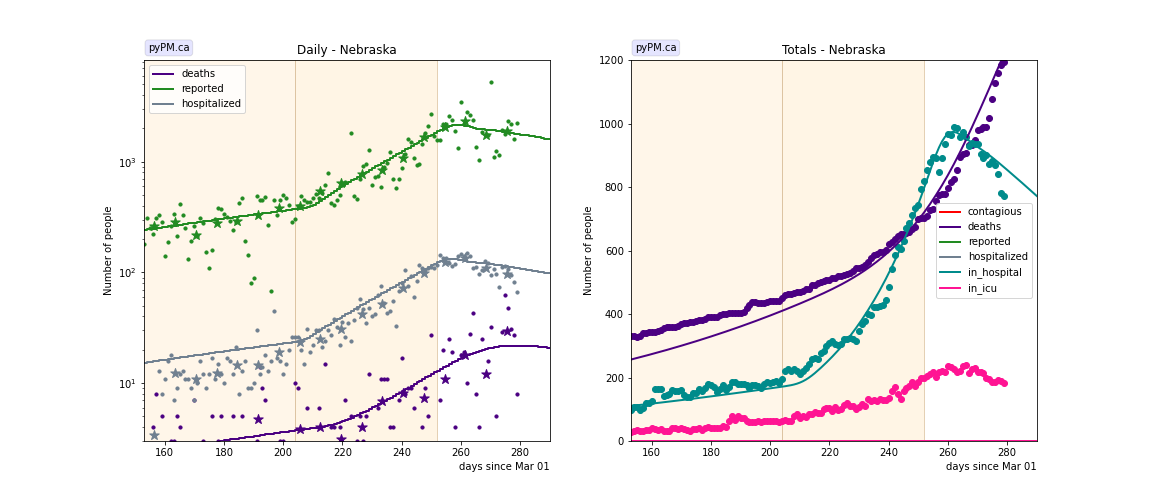 pyPM.ca
Daily - Nebraska
deaths
reported
hospitalized
Number of people
10³
10²
10¹
160 180 200 220 240 260 280
days since Mar 01
pyPM.ca
Totals - Nebraska
1200
1000
800
600
400
200
0
Number of people
contagious
deaths
reported
hospitalized
in_hospital
in_icu
160 180 200 220 240 260 280
days since Mar 01